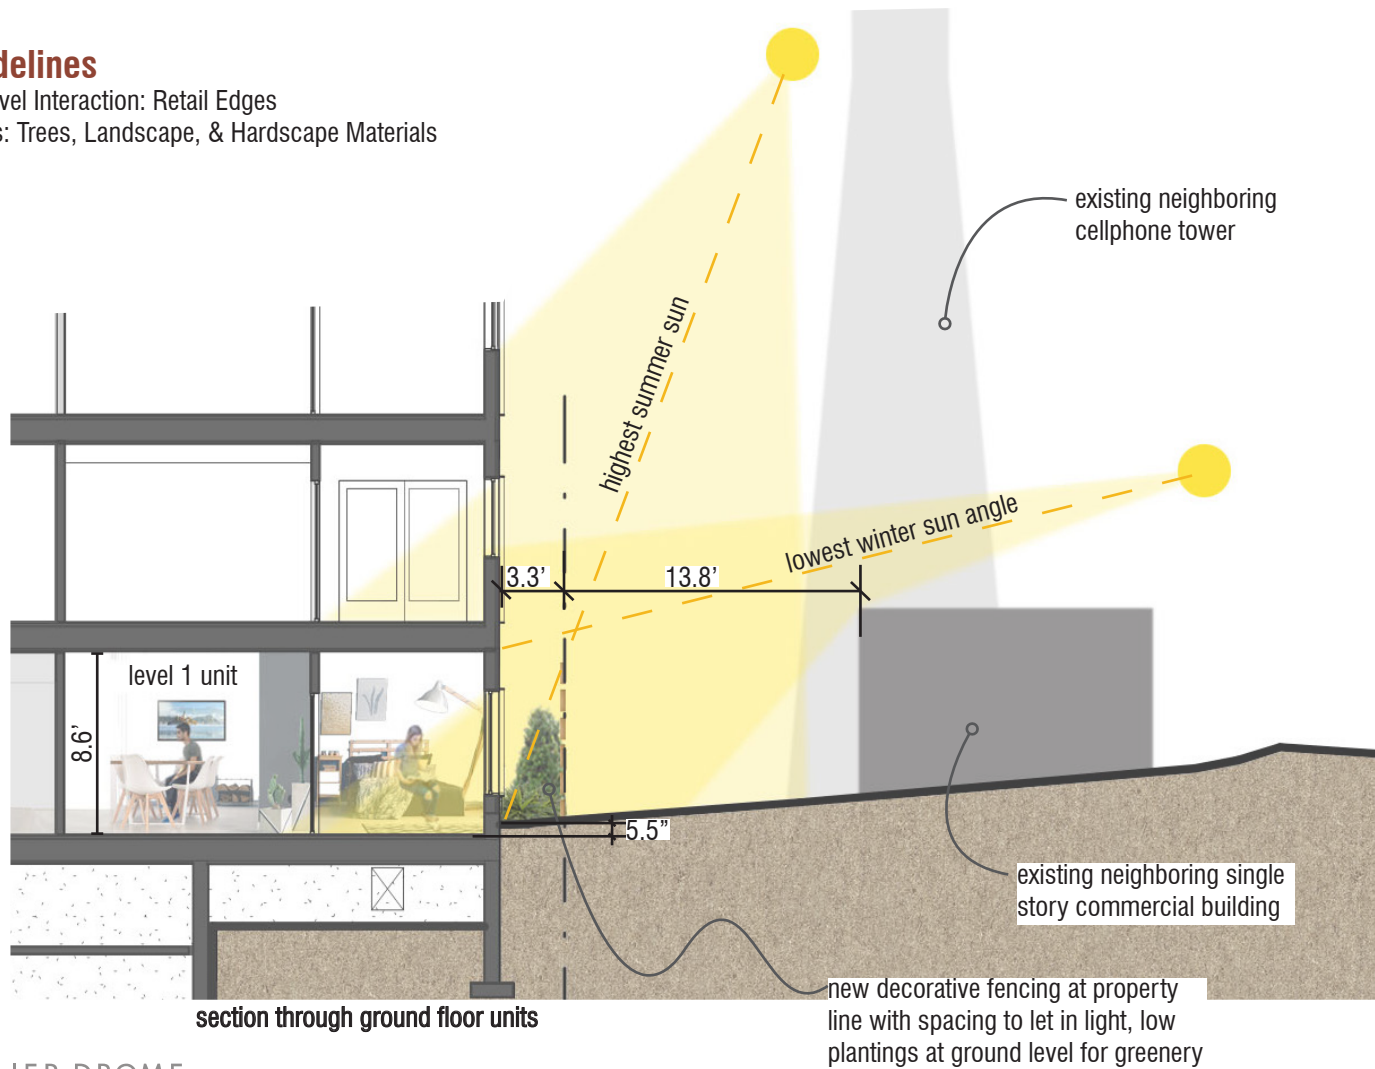 delines
vel Interaction: Retail Edges
s: Trees, Landscape, & Hardscape Materials
existing neighboring
cellphone tower
highest summer sun
lowest winter sun angle
3.3’
13.8’
level 1 unit
8.6’
5.5”
existing neighboring single
story commercial building
new decorative fencing at property
line with spacing to let in light, low
plantings at ground level for greenery
section through ground floor units